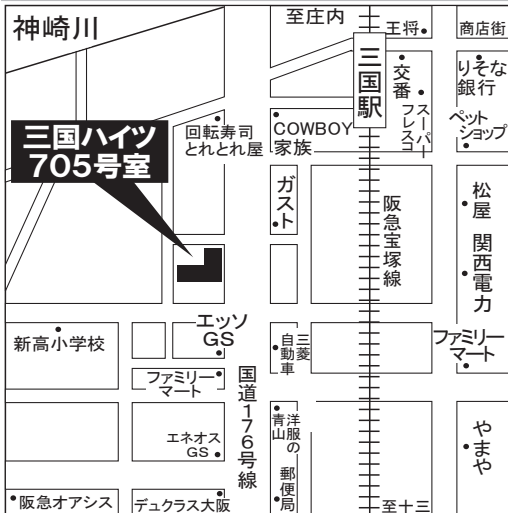 神崎川
至庄内
王将
商店街
三国駅
交番
りそな
銀行
スーパー
フレスコ
ペット
ショップ
回転寿司
とれとれ屋
COWBOY
家族
三国ハイツ
705号室
ガスト
阪急宝塚線
松屋
関西電力
エッソ
GS
新高小学校
三菱
自動車
ファミリー
マート
ファミリー
マート
国道176号線
洋服の
青山
エネオス
GS
やまや
郵便局
阪急オアシス
デュクラス大阪
至十三